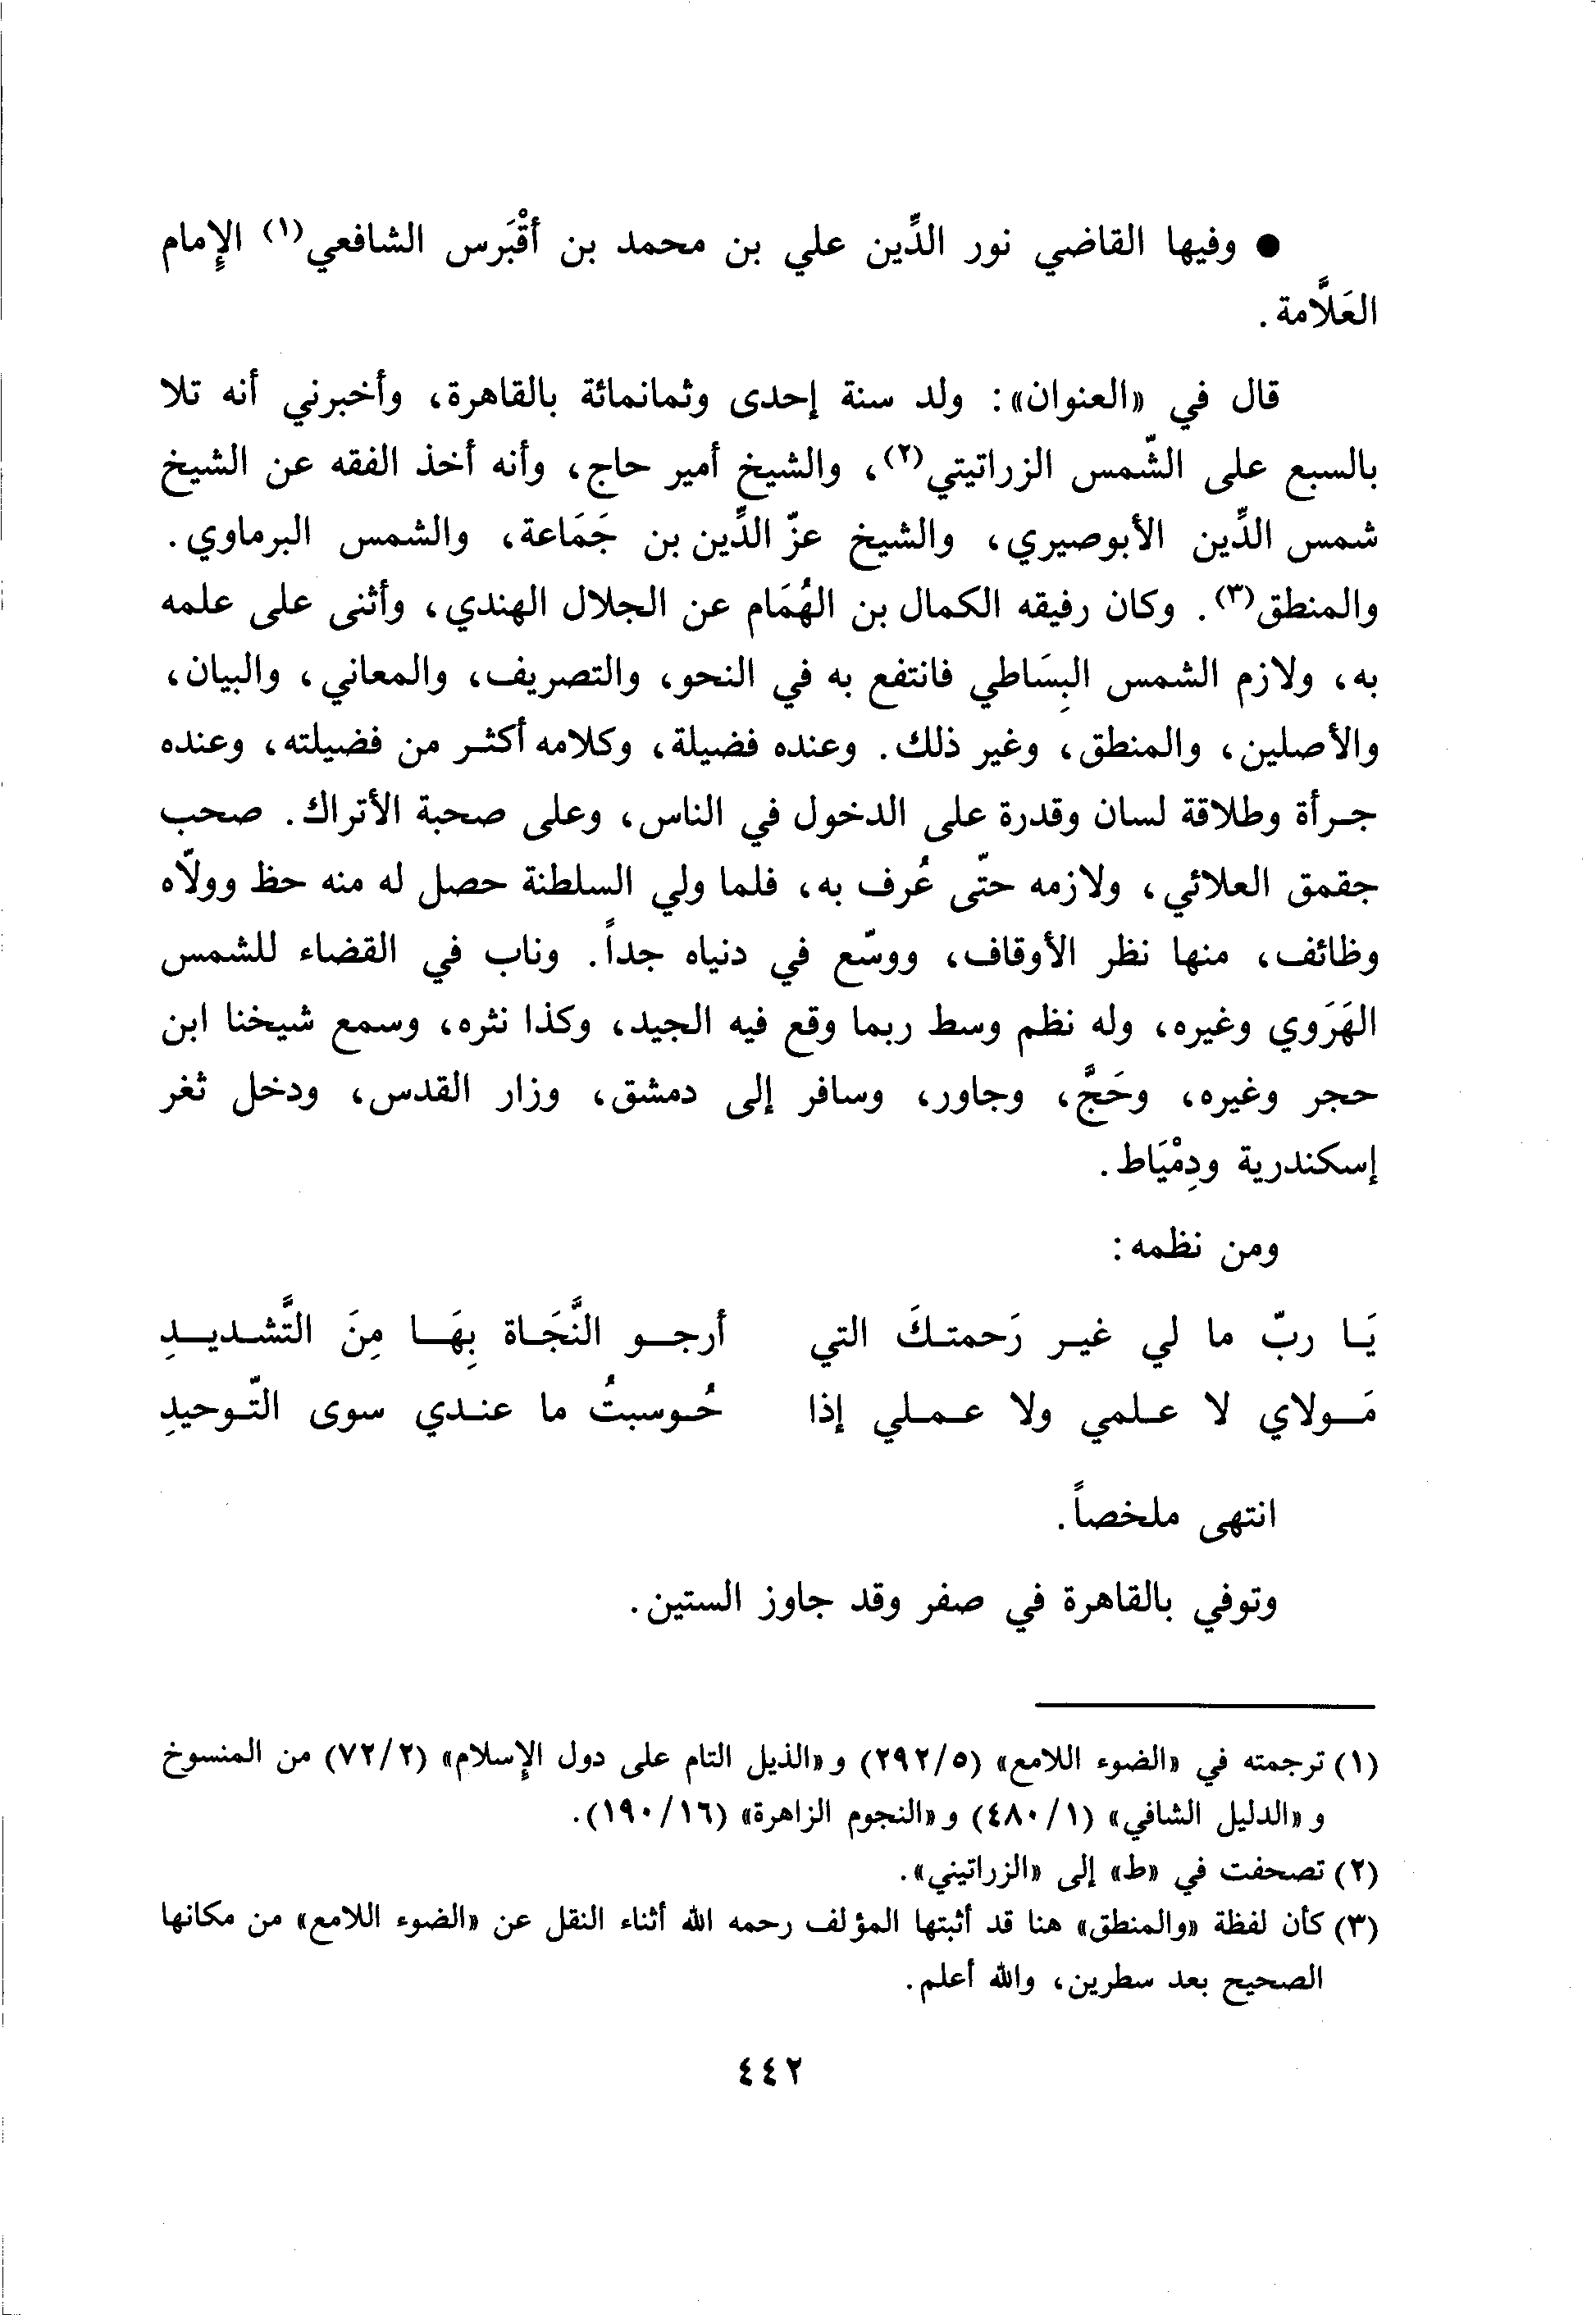 ● وفيها القاضي نور الدِّين علي بن محمد بن أَقْبَرس الشافعي(١) الإِمام
العَلَّامة.
قال في «العنوان»: ولد سنة إحدى وثمانمائة بالقاهرة، وأخبرني أنه تلا
بالسبع على الشّمس الزراتيتي(٢)، والشيخ أمير حاج، وأنه أخذ الفقه عن الشيخ
شمس الدِّين الأبوصيري، والشيخ عزّ الدِّين بن جَمَاعة، والشمس البرماوي.
والمنطق(٣). وكان رفيقه الكمال بن الهُمَام عن الجلال الهندي، وأثنى على علمه
به، ولازم الشمس البِسَاطي فانتفع به في النحو، والتصريف، والمعاني، والبيان،
والأصلين، والمنطق، وغير ذلك. وعنده فضيلة، وكلامه أكثر من فضيلته، وعنده
جرأة وطلاقة لسان وقدرة على الدخول في الناس، وعلى صحبة الأتراك. صحب
جقمق العلائي، ولازمه حتّى عُرف به، فلما ولي السلطنة حصل له منه حظ وولّاه
وظائف، منها نظر الأوقاف، ووسّع في دنياه جداً. وناب في القضاء للشمس
الهَرَوي وغيره، وله نظم وسط ربما وقع فيه الجيد، وكذا نثره، وسمع شيخنا ابن
حجر وغيره، وحَجَّ، وجاور، وسافر إلى دمشق، وزار القدس، ودخل ثغر
إسكندرية ودِمْيَاط.
ومن نظمه:
يَا ربّ ما لي غير رَحمتكَ التي أرجو النَّجَاة بِهَا مِنَ التَّشديدِ
مَولاي لا علمي ولا عملي إذا حُوسبتُ ما عندي سوى التّوحيدِ
انتهى ملخصاً.
وتوفي بالقاهرة في صفر وقد جاوز الستين.
(١) ترجمته في «الضوء اللامع» (٢٩٢/٥) و«الذيل التام على دول الإسلام» (٧٢/٢) من المنسوخ
و«الدليل الشافي» (٤٨٠/١) و«النجوم الزاهرة» (١٩٠/١٦).
(٢) تصحفت في «ط» إلى «الزراتيني».
(٣) كأن لفظة «والمنطق» هنا قد أثبتها المؤلف رحمه الله أثناء النقل عن «الضوء اللامع» من مكانها
الصحيح بعد سطرين، والله أعلم.
٤٤٢